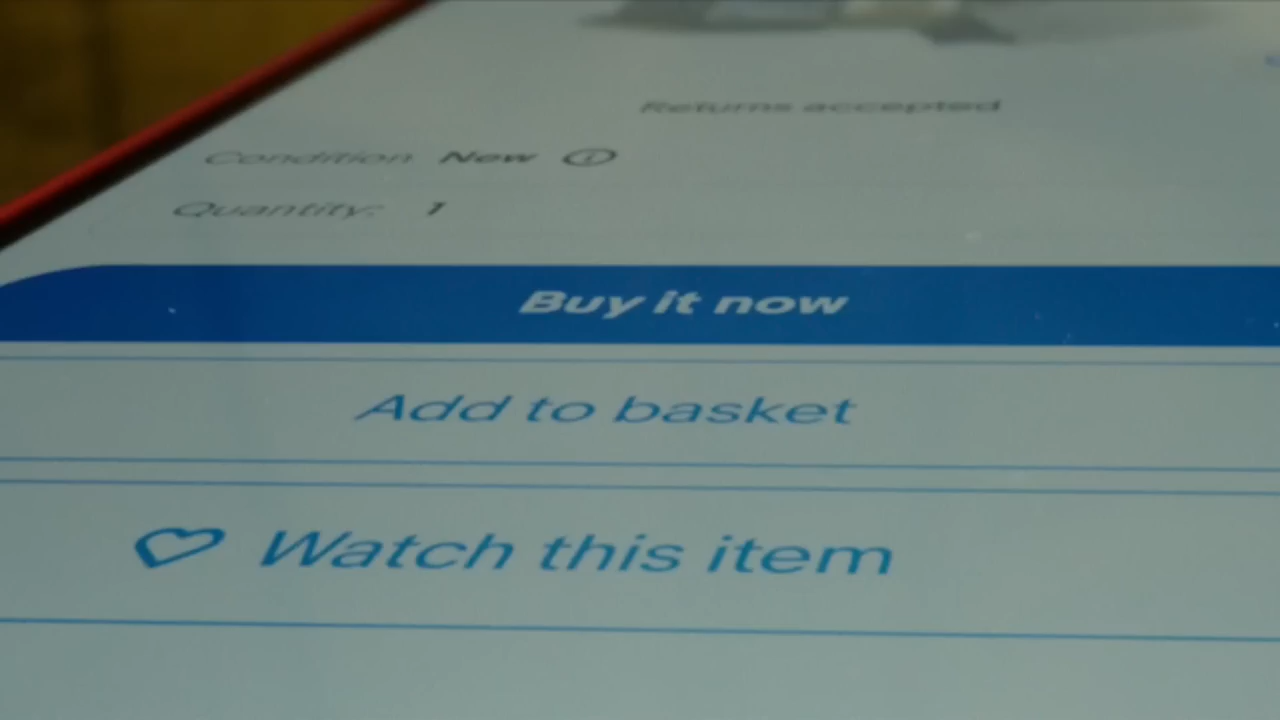 Returns accepted
Condition New
Quantity: 1
Buy it now
Add to basket
Watch this item